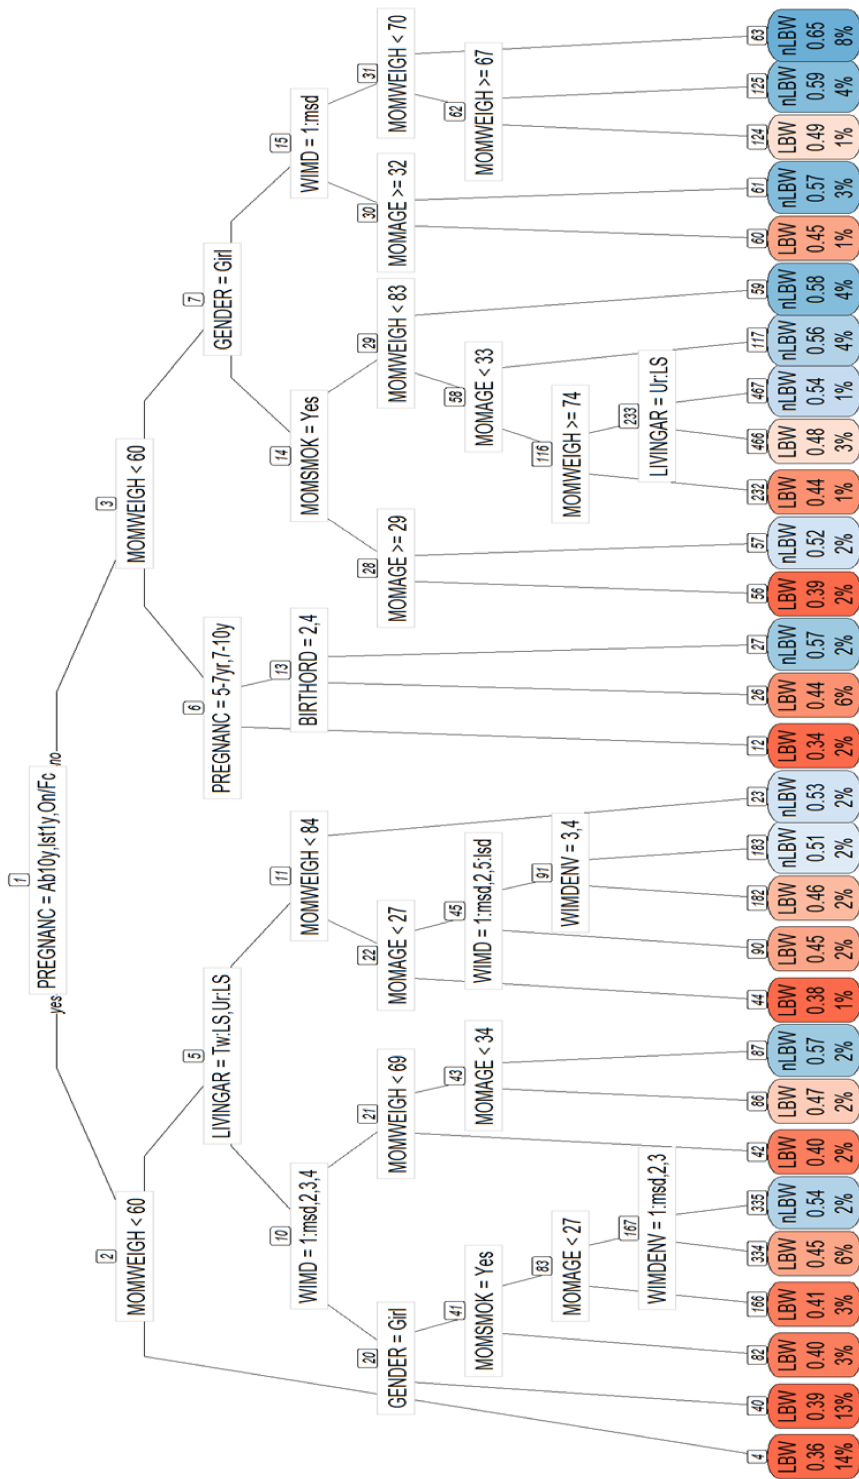 1
PREGNANC = Ab10y,lst1y,On/Fc
yes
no
2
MOMWEIGH < 60
3
MOMWEIGH < 60
5
LIVINGAR = Tw:LS,Ur:LS
6
PREGNANC = 5-7yr,7-10y
7
GENDER = Girl
10
WIMD = 1:msd,2,3,4
11
MOMWEIGH < 84
13
BIRTHORD = 2,4
14
MOMSMOK = Yes
15
WIMD = 1:msd
20
GENDER = Girl
21
MOMWEIGH < 69
22
MOMAGE < 27
28
MOMAGE >= 29
29
MOMWEIGH < 83
30
MOMAGE >= 32
31
MOMWEIGH < 70
41
MOMSMOK = Yes
43
MOMAGE < 34
45
WIMD = 1:msd,2,5:lsd
58
MOMAGE < 33
62
MOMWEIGH >= 67
83
MOMAGE < 27
91
WIMDENV = 3,4
116
MOMWEIGH >= 74
167
WIMDENV = 1:msd,2,3
233
LIVINGAR = Ur:LS
4
LBW
0.36
14%
40
LBW
0.39
13%
82
LBW
0.40
3%
166
LBW
0.41
3%
334
LBW
0.45
6%
335
nLBW
0.54
2%
42
LBW
0.40
2%
86
LBW
0.47
2%
87
nLBW
0.57
2%
44
LBW
0.38
1%
90
LBW
0.45
2%
182
LBW
0.46
2%
183
nLBW
0.51
2%
23
nLBW
0.53
2%
12
LBW
0.34
2%
26
LBW
0.44
6%
27
nLBW
0.57
2%
56
LBW
0.39
2%
57
nLBW
0.52
2%
232
LBW
0.44
1%
466
LBW
0.48
3%
467
nLBW
0.54
1%
117
nLBW
0.56
4%
59
nLBW
0.58
4%
60
LBW
0.45
1%
61
nLBW
0.57
3%
124
LBW
0.49
1%
125
nLBW
0.59
4%
63
nLBW
0.65
8%